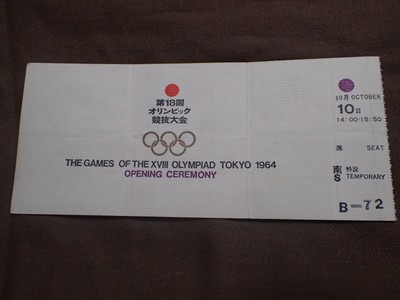 第18回
オリンピック
競技大会
THE GAMES OF THE XVIII OLYMPIAD TOKYO 1964
OPENING CEREMONY
10月 OCTOBER
10日
14:00-15:50
席 SEAT
南 特設
S TEMPORARY
B 72